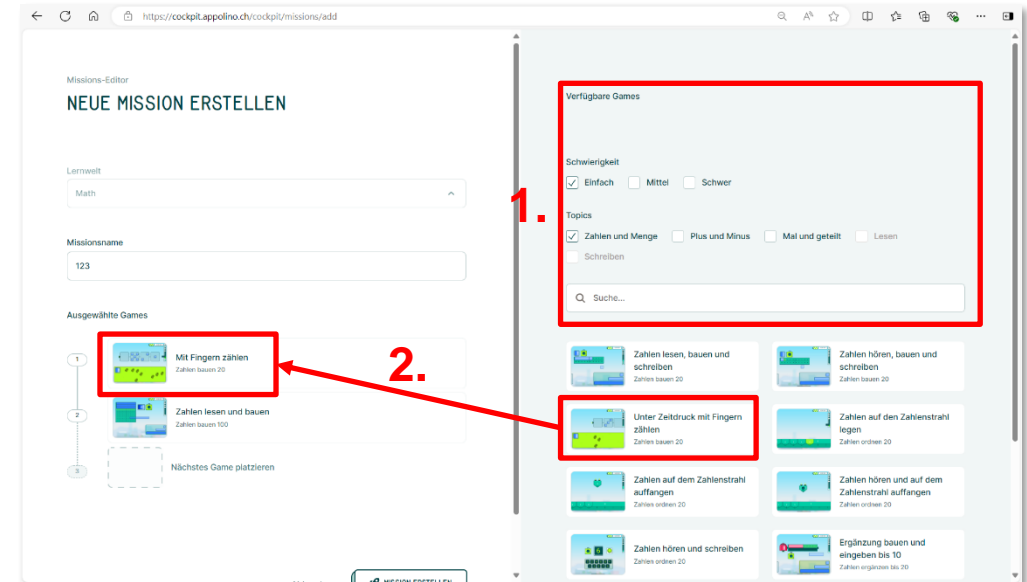 https://cockpit.appolino.ch/cockpit/missions/add
Missions-Editor
NEUE MISSION ERSTELLEN
Lernwelt
Math
Missionsname
123
Ausgewählte Games
1
Mit Fingern zählen
Zahlen bauen 20
2
Zahlen lesen und bauen
Zahlen bauen 100
3
Nächstes Game platzieren
MISSION ERSTELLEN
1.
2.
Verfügbare Games
Schwierigkeit
Einfach Mittel Schwer
Topics
Zahlen und Menge Plus und Minus Mal und geteilt Lesen
Schreiben
Suche...
Zahlen lesen, bauen und
schreiben
Zahlen bauen 20
Zahlen hören, bauen und
schreiben
Zahlen bauen 20
Unter Zeitdruck mit Fingern
zählen
Zahlen bauen 20
Zahlen auf den Zahlenstrahl
legen
Zahlen ordnen 20
Zahlen auf dem Zahlenstrahl
auffangen
Zahlen ordnen 20
Zahlen hören und auf dem
Zahlenstrahl auffangen
Zahlen ordnen 20
Zahlen hören und schreiben
Zahlen ordnen 20
Ergänzung bauen und
eingeben bis 10
Zahlen ergänzen bis 20